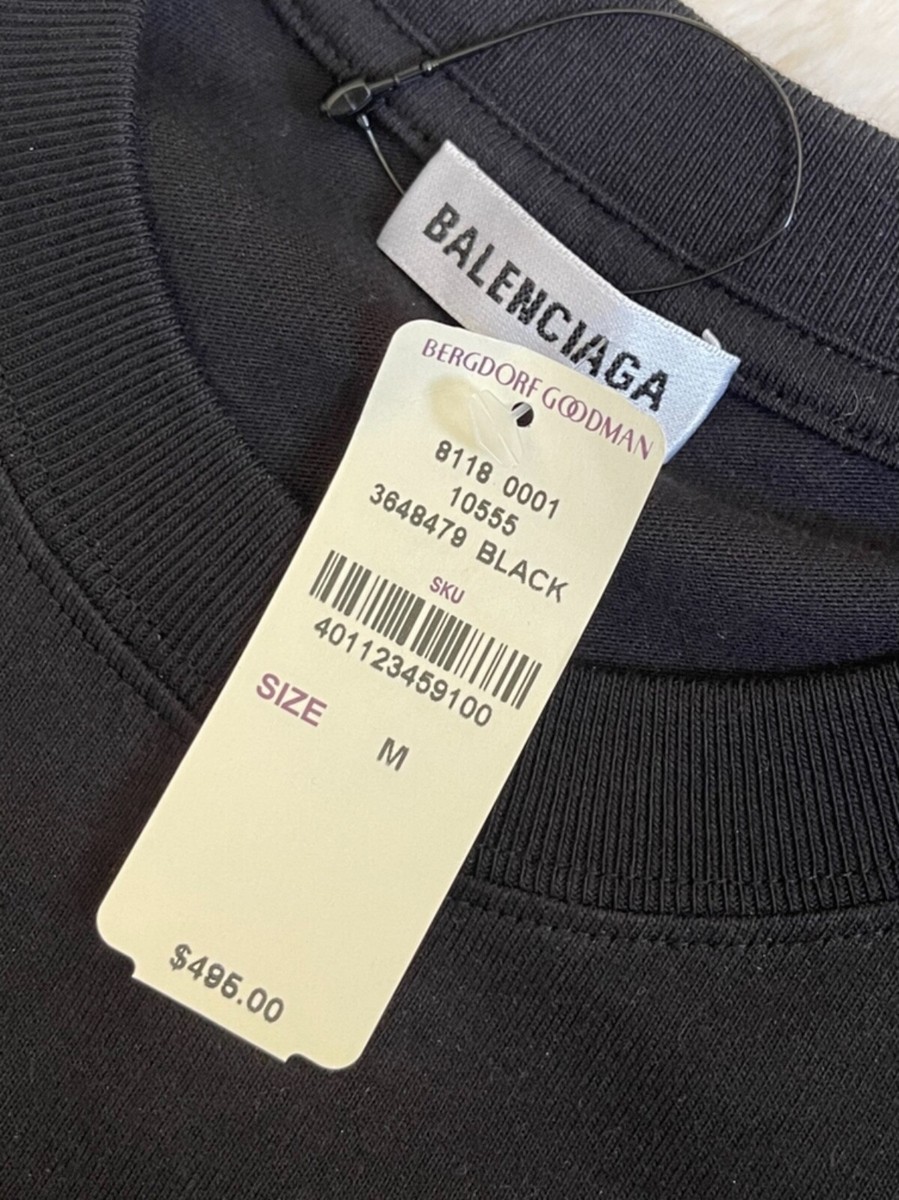 BALENCIAGA
BERGDORF GOODMAN
8118 0001
10555
3648479 BLACK
SKU
401123459100
SIZE
M
$495.00